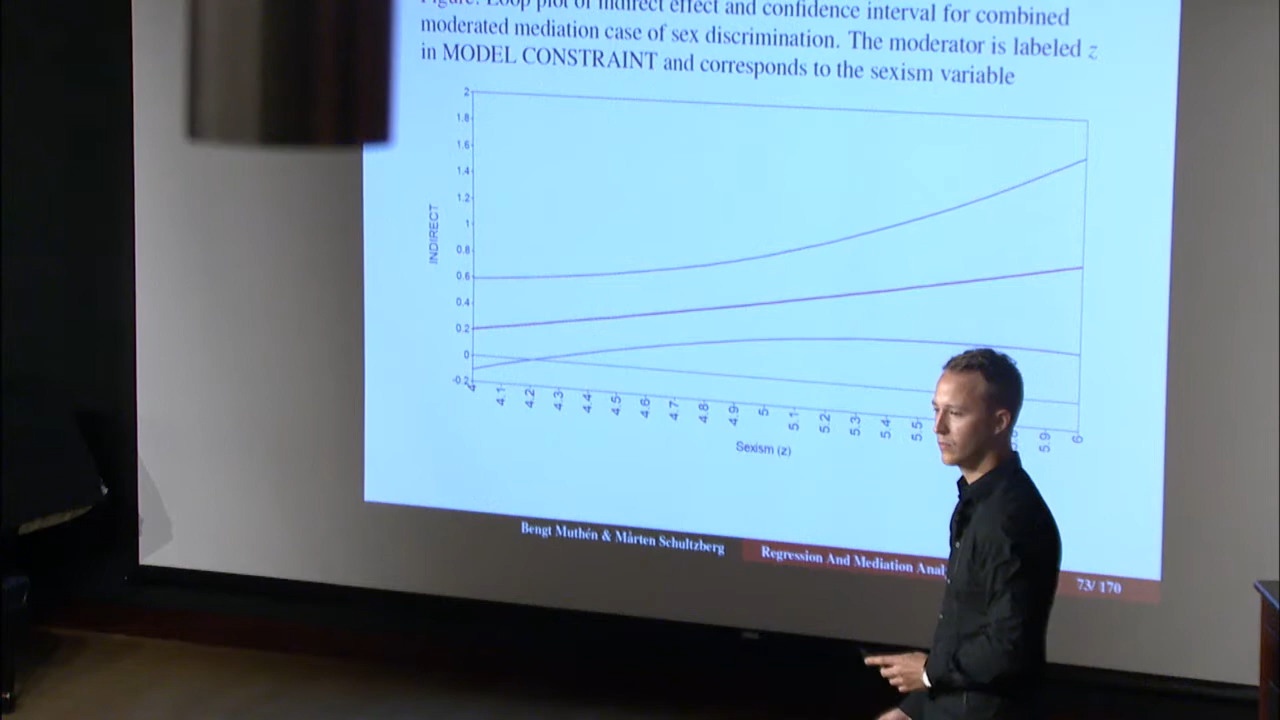 Figure: Loop plot of indirect effect and confidence interval for combined
moderated mediation case of sex discrimination. The moderator is labeled z
in MODEL CONSTRAINT and corresponds to the sexism variable
2
1.8
1.6
1.4
1.2
1
0.8
0.6
0.4
0.2
0
-0.2
INDIRECT
4 4.1 4.2 4.3 4.4 4.5 4.6 4.7 4.8 4.9 5 5.1 5.2 5.3 5.4 5.5 5.9 6
Sexism (z)
Bengt Muthén & Mårten Schultzberg Regression And Mediation 73/ 170